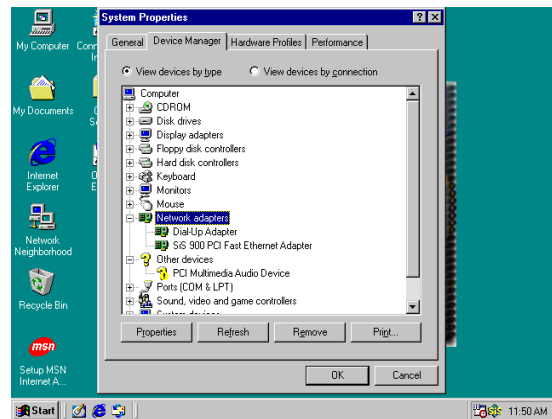 System Properties
General
Device Manager
Hardware Profiles
Performance
View devices by type
View devices by connection
Computer
CDROM
Disk drives
Display adapters
Floppy disk controllers
Hard disk controllers
Keyboard
Monitors
Mouse
Network adapters
Dial-Up Adapter
SiS 900 PCI Fast Ethernet Adapter
Other devices
PCI Multimedia Audio Device
Ports (COM & LPT)
Sound, video and game controllers
Properties
Refresh
Remove
Print...
OK
Cancel
My Computer
My Documents
Internet
Explorer
Network
Neighborhood
Recycle Bin
msn
Setup MSN
Internet A...
Start
11:50 AM